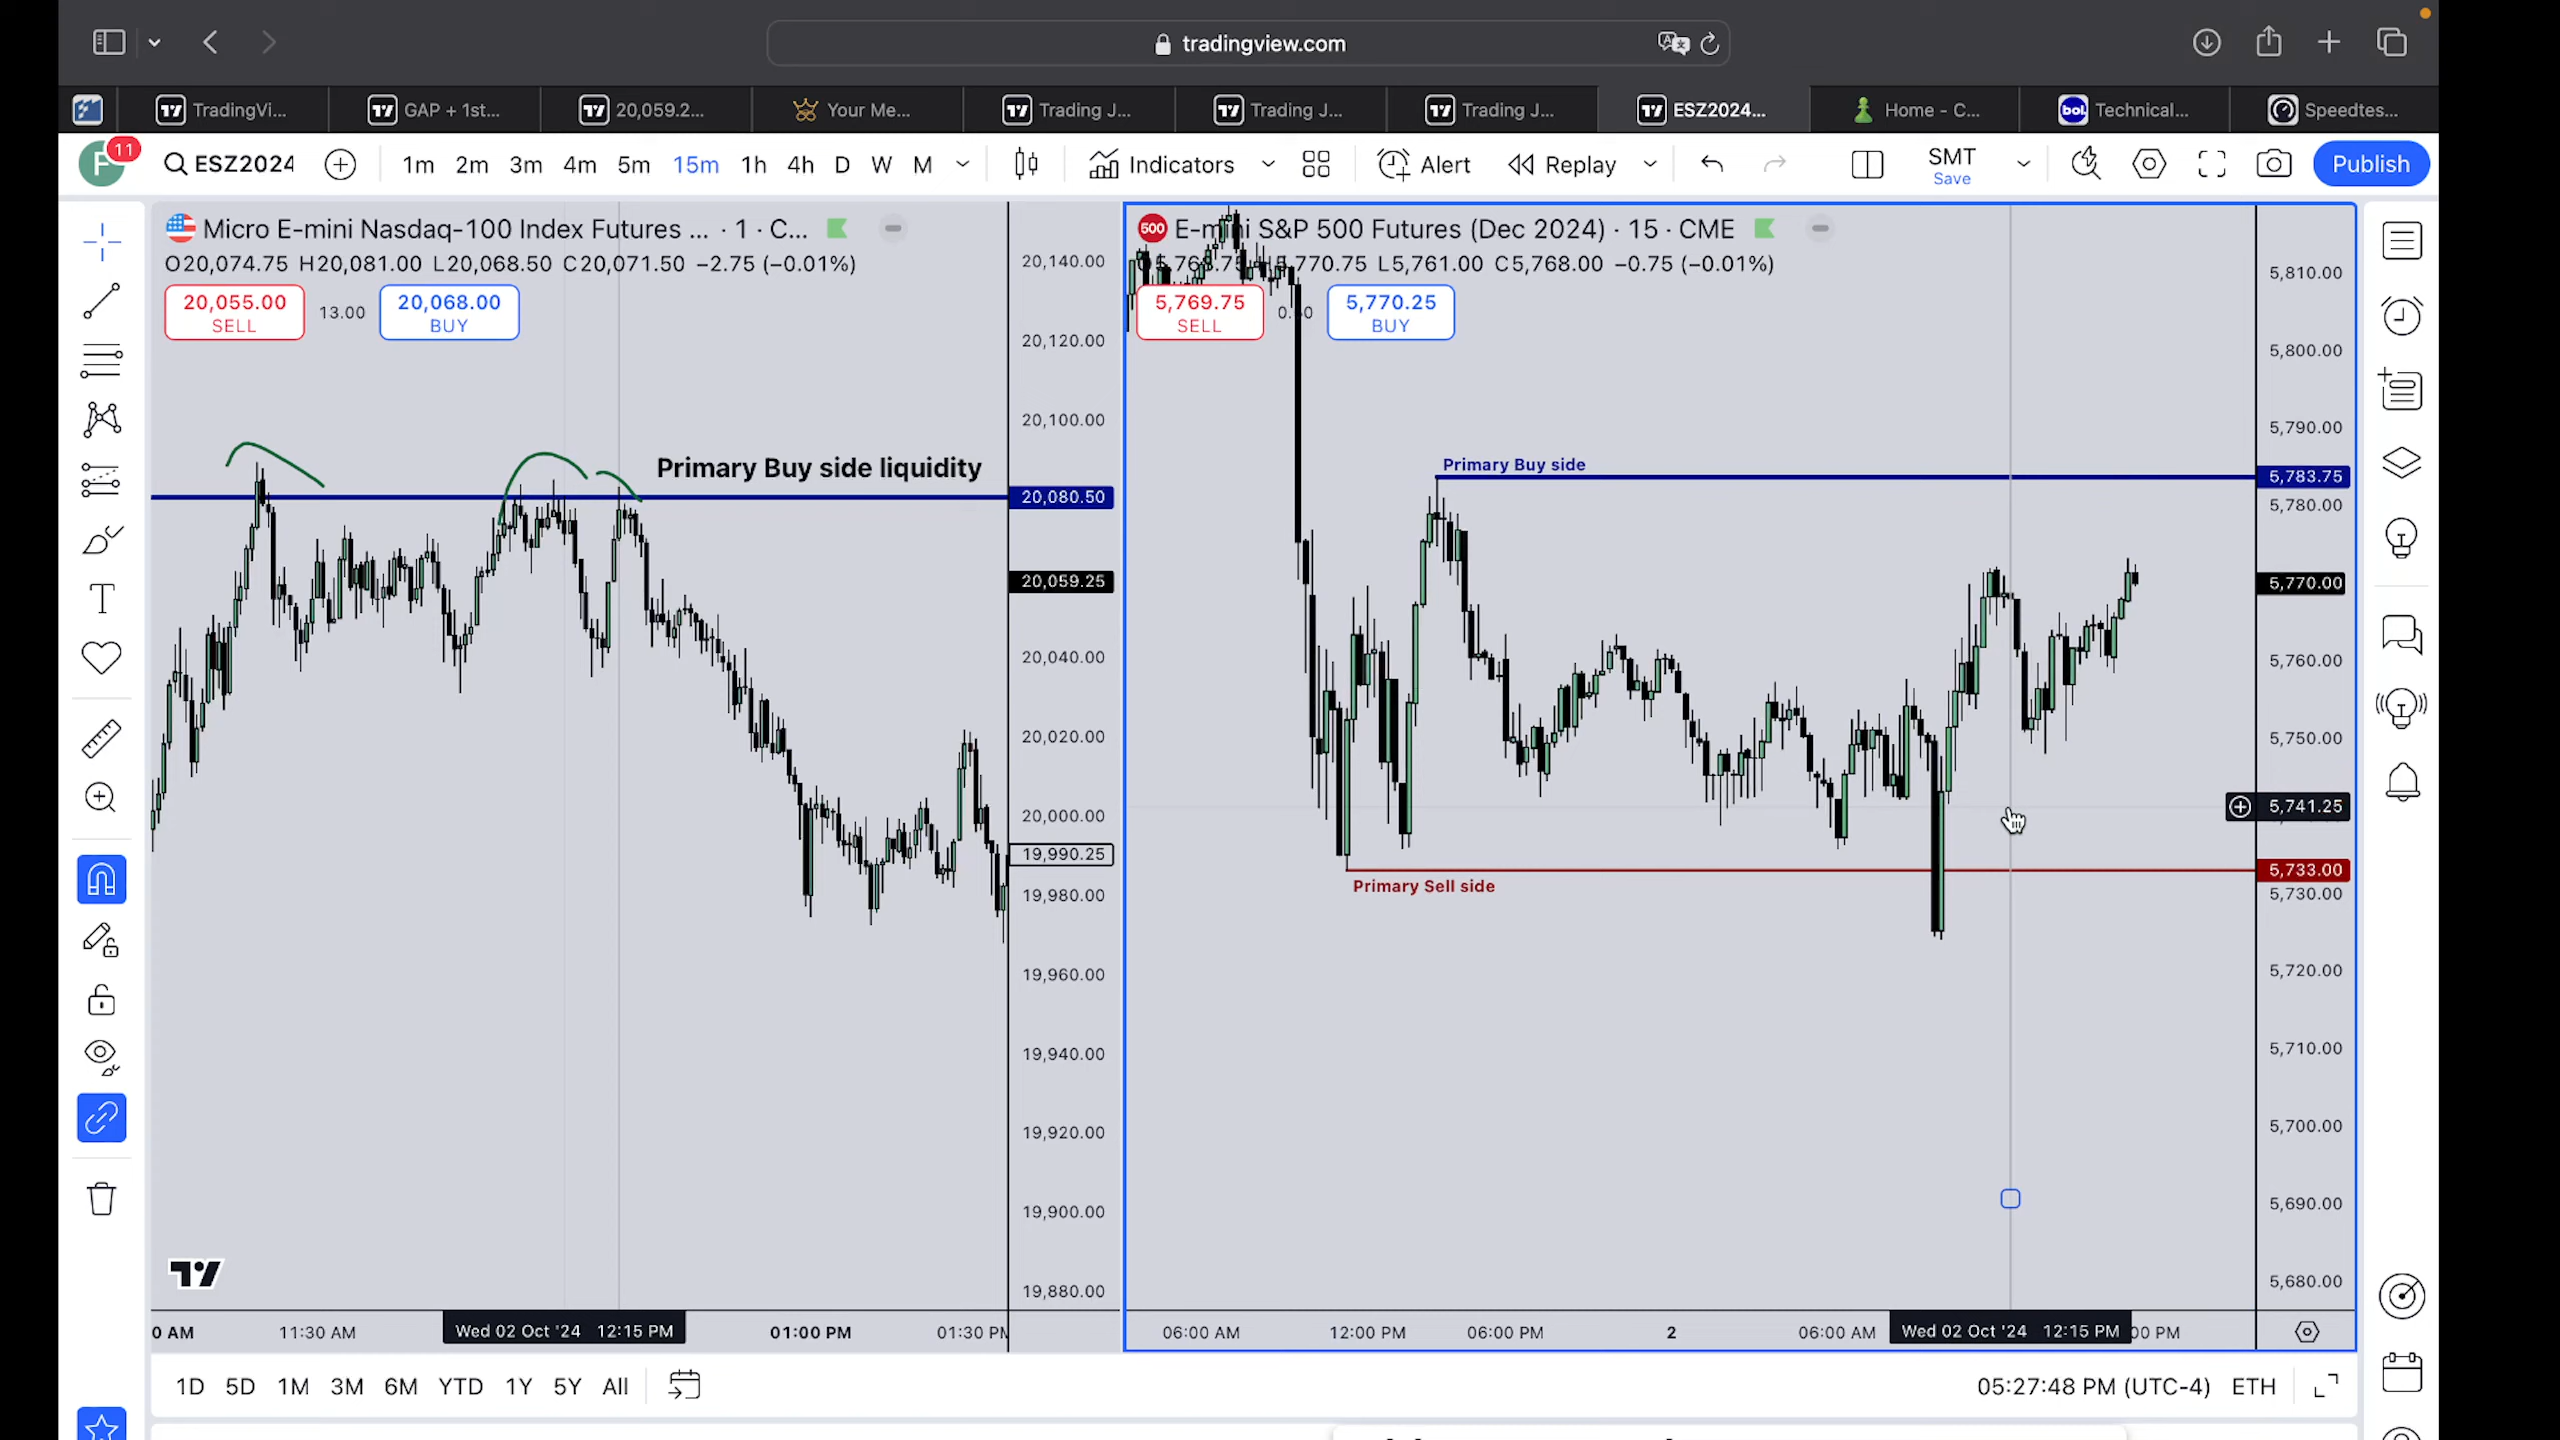 tradingview.com
TradingVi...
GAP + 1st...
20,059.2...
Your Me...
Trading J...
Trading J...
Trading J...
ESZ2024...
Home - C...
bol.
Technical...
Speedtes...
F
11
ESZ2024
1m 2m 3m 4m 5m 15m 1h 4h D W M
Indicators
Alert
Replay
SMT
Save
Publish
Micro E-mini Nasdaq-100 Index Futures ... · 1 · C...
O20,074.75 H20,081.00 L20,068.50 C20,071.50 −2.75 (−0.01%)
20,055.00
SELL
13.00
20,068.00
BUY
Primary Buy side liquidity
20,140.00
20,120.00
20,100.00
20,080.50
20,059.25
20,040.00
20,020.00
20,000.00
19,990.25
19,980.00
19,960.00
19,940.00
19,920.00
19,900.00
19,880.00
0 AM
11:30 AM
Wed 02 Oct '24 12:15 PM
01:00 PM
01:30 PM
500
E-mini S&P 500 Futures (Dec 2024) · 15 · CME
L5,761.00 C5,768.00 −0.75 (−0.01%)
5,769.75
SELL
5,770.25
BUY
Primary Buy side
Primary Sell side
5,810.00
5,800.00
5,790.00
5,783.75
5,780.00
5,770.00
5,760.00
5,750.00
5,741.25
5,733.00
5,730.00
5,720.00
5,710.00
5,700.00
5,690.00
5,680.00
06:00 AM
12:00 PM
06:00 PM
2
06:00 AM
Wed 02 Oct '24 12:15 PM
00 PM
1D 5D 1M 3M 6M YTD 1Y 5Y All
05:27:48 PM (UTC-4)
ETH